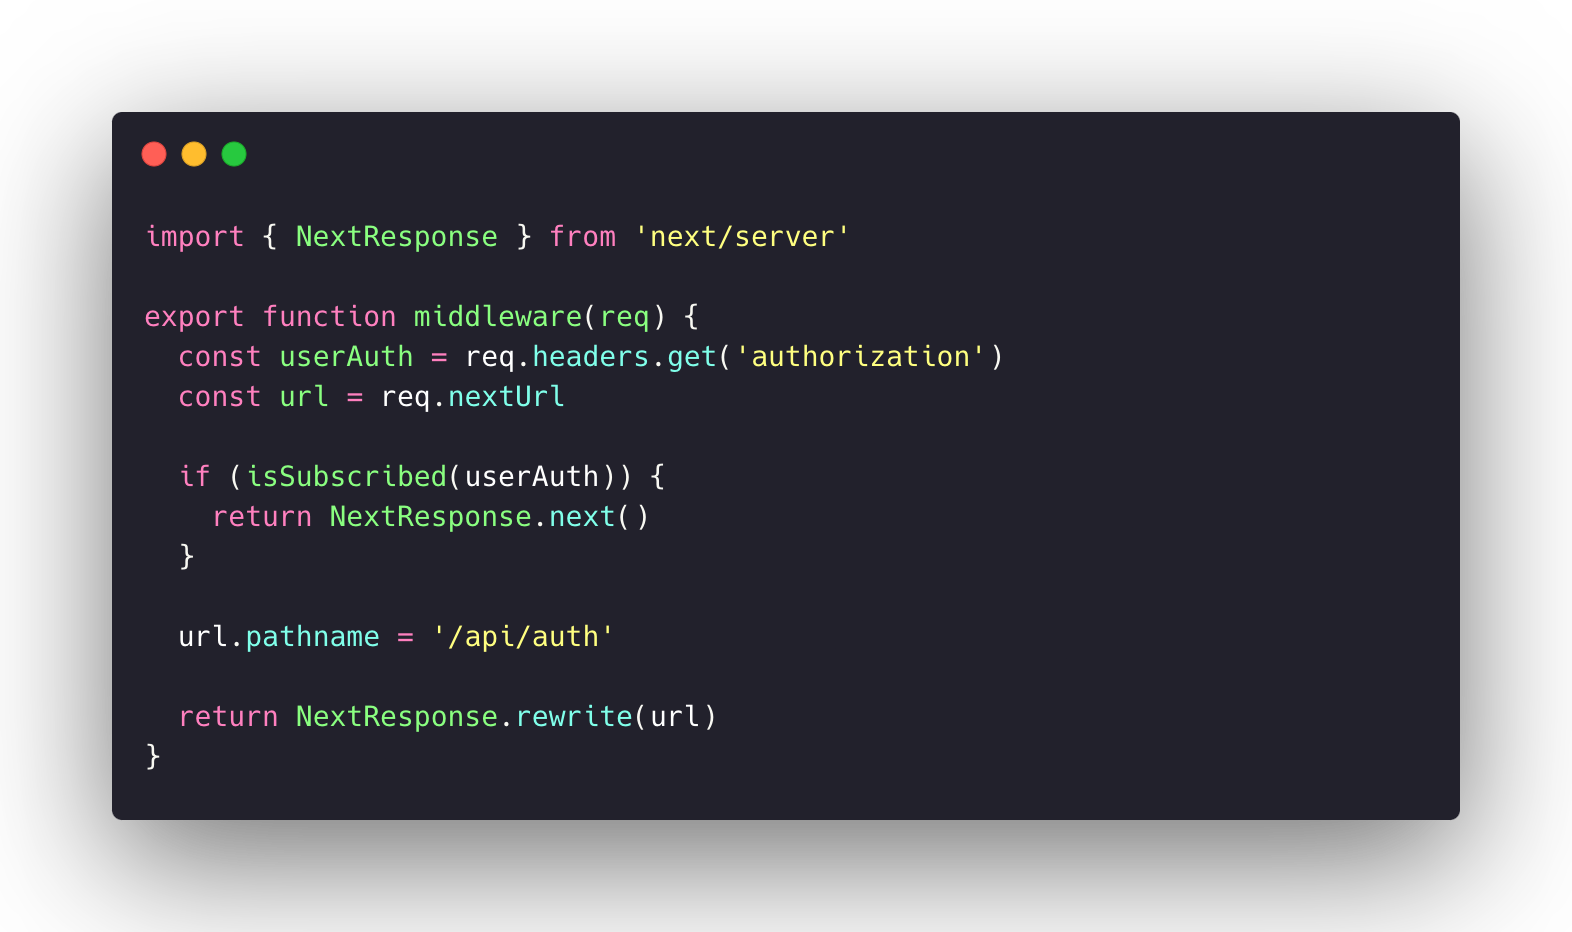 import { NextResponse } from 'next/server'
export function middleware(req) {
const userAuth = req.headers.get('authorization')
const url = req.nextUrl
if (isSubscribed(userAuth)) {
return NextResponse.next()
}
url.pathname = '/api/auth'
return NextResponse.rewrite(url)
}